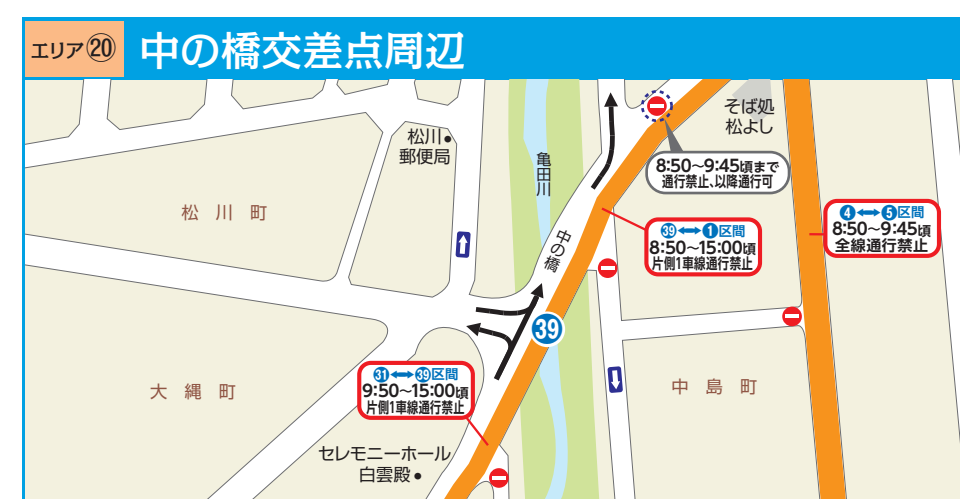 エリア⑳ 中の橋交差点周辺
松川
郵便局
亀田川
そば処
松よし
8:50～9:45頃まで
通行禁止、以降通行可
松川町
㊴⟷❶区間
8:50～15:00頃
片側1車線通行禁止
❹⟷❺区間
8:50～9:45頃
全線通行禁止
中の橋
㊴
㉛⟷㊴区間
9:50～15:00頃
片側1車線通行禁止
大縄町
中島町
セレモニーホール
白雲殿